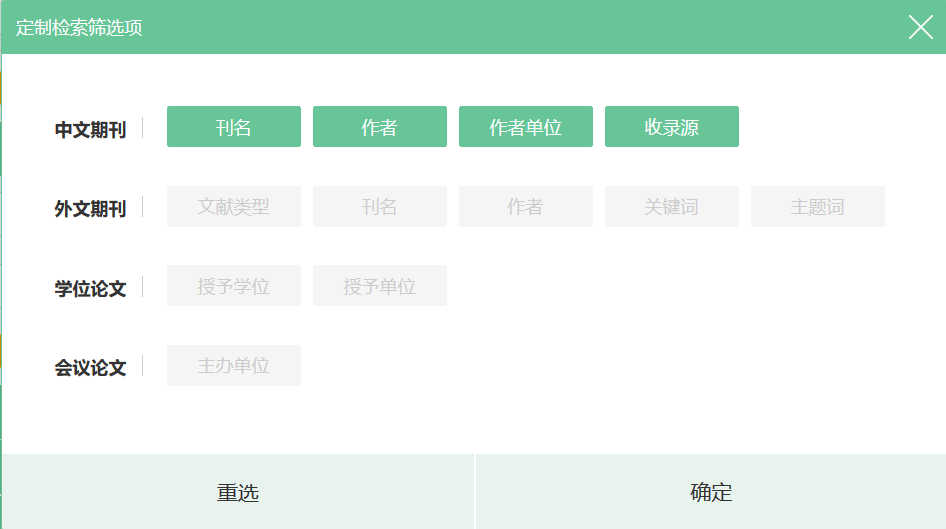 定制检索筛选项
中文期刊 刊名 作者 作者单位 收录源
外文期刊 文献类型 刊名 作者 关键词 主题词
学位论文 授予学位 授予单位
会议论文 主办单位
重选 确定